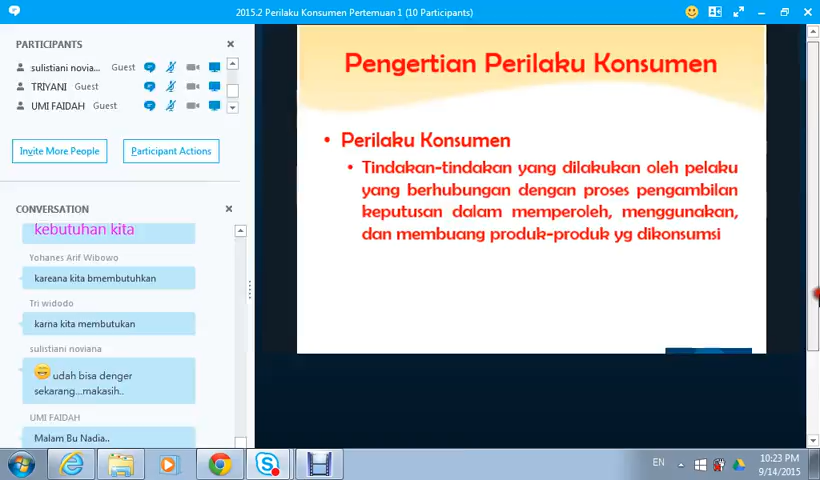 2015.2 Perilaku Konsumen Pertemuan 1 (10 Participants)
PARTICIPANTS
sulistiani novia... Guest
TRIYANI Guest
UMI FAIDAH Guest
Invite More People
Participant Actions
CONVERSATION
kebutuhan kita
Yohanes Arif Wibowo
kareana kita bmembutuhkan
Tri widodo
karna kita membutukan
sulistiani noviana
udah bisa denger
sekarang...makasih..
UMI FAIDAH
Malam Bu Nadia..
Pengertian Perilaku Konsumen
• Perilaku Konsumen
• Tindakan-tindakan yang dilakukan oleh pelaku
yang berhubungan dengan proses pengambilan
keputusan dalam memperoleh, menggunakan,
dan membuang produk-produk yg dikonsumsi
EN
10:23 PM
9/14/2015